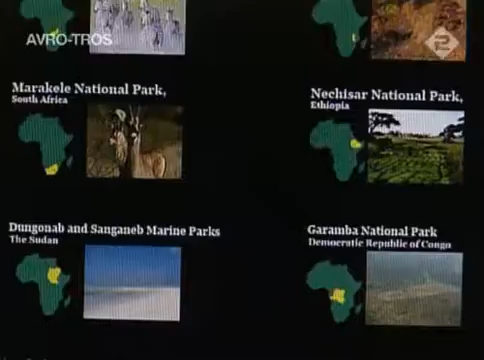 AVRO-TROS
2
Marakele National Park,
South Africa
Nechisar National Park,
Ethiopia
Dungonab and Sanganeb Marine Parks
The Sudan
Garamba National Park
Democratic Republic of Congo